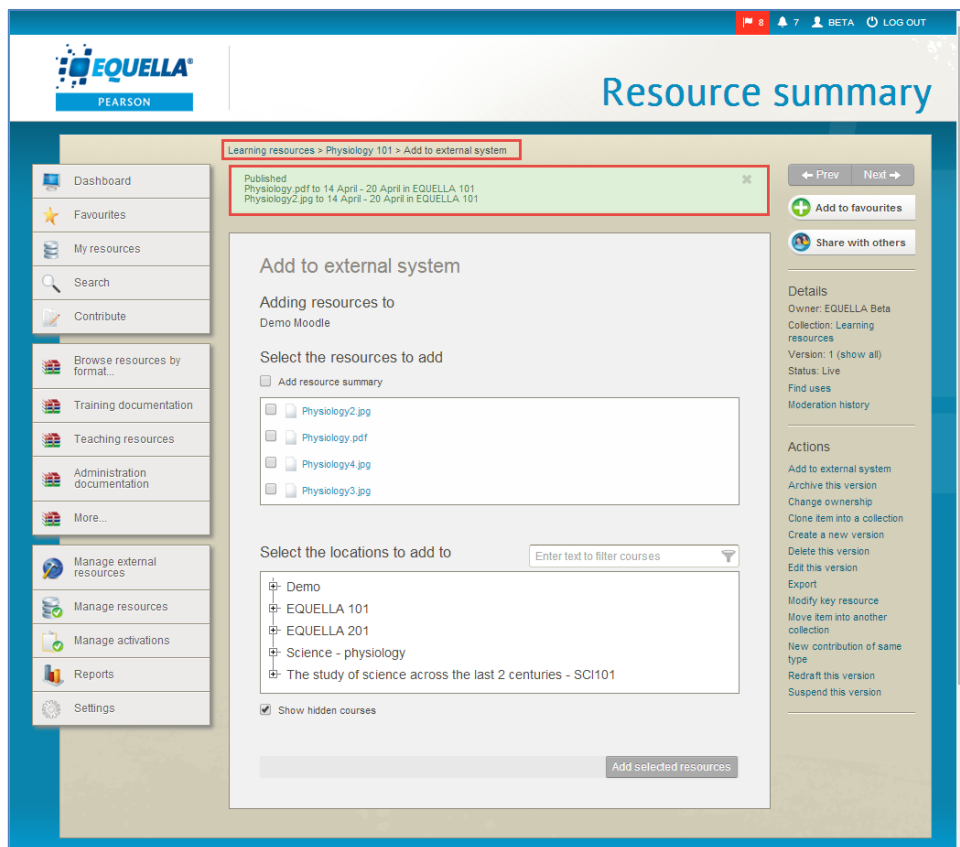 8 7 BETA LOG OUT
EQUELLA®
PEARSON
Resource summary
Learning resources > Physiology 101 > Add to external system
Dashboard
Favourites
My resources
Search
Contribute
Browse resources by
format...
Training documentation
Teaching resources
Administration
documentation
More...
Manage external
resources
Manage resources
Manage activations
Reports
Settings
Published
Physiology.pdf to 14 April - 20 April in EQUELLA 101
Physiology2.jpg to 14 April - 20 April in EQUELLA 101
Add to external system
Adding resources to
Demo Moodle
Select the resources to add
Add resource summary
Physiology2.jpg
Physiology.pdf
Physiology4.jpg
Physiology3.jpg
Select the locations to add to
Enter text to filter courses
Demo
EQUELLA 101
EQUELLA 201
Science - physiology
The study of science across the last 2 centuries - SCI101
Show hidden courses
Add selected resources
Prev Next
Add to favourites
Share with others
Details
Owner: EQUELLA Beta
Collection: Learning
resources
Version: 1 (show all)
Status: Live
Find uses
Moderation history
Actions
Add to external system
Archive this version
Change ownership
Clone item into a collection
Create a new version
Delete this version
Edit this version
Export
Modify key resource
Move item into another
collection
New contribution of same
type
Redraft this version
Suspend this version